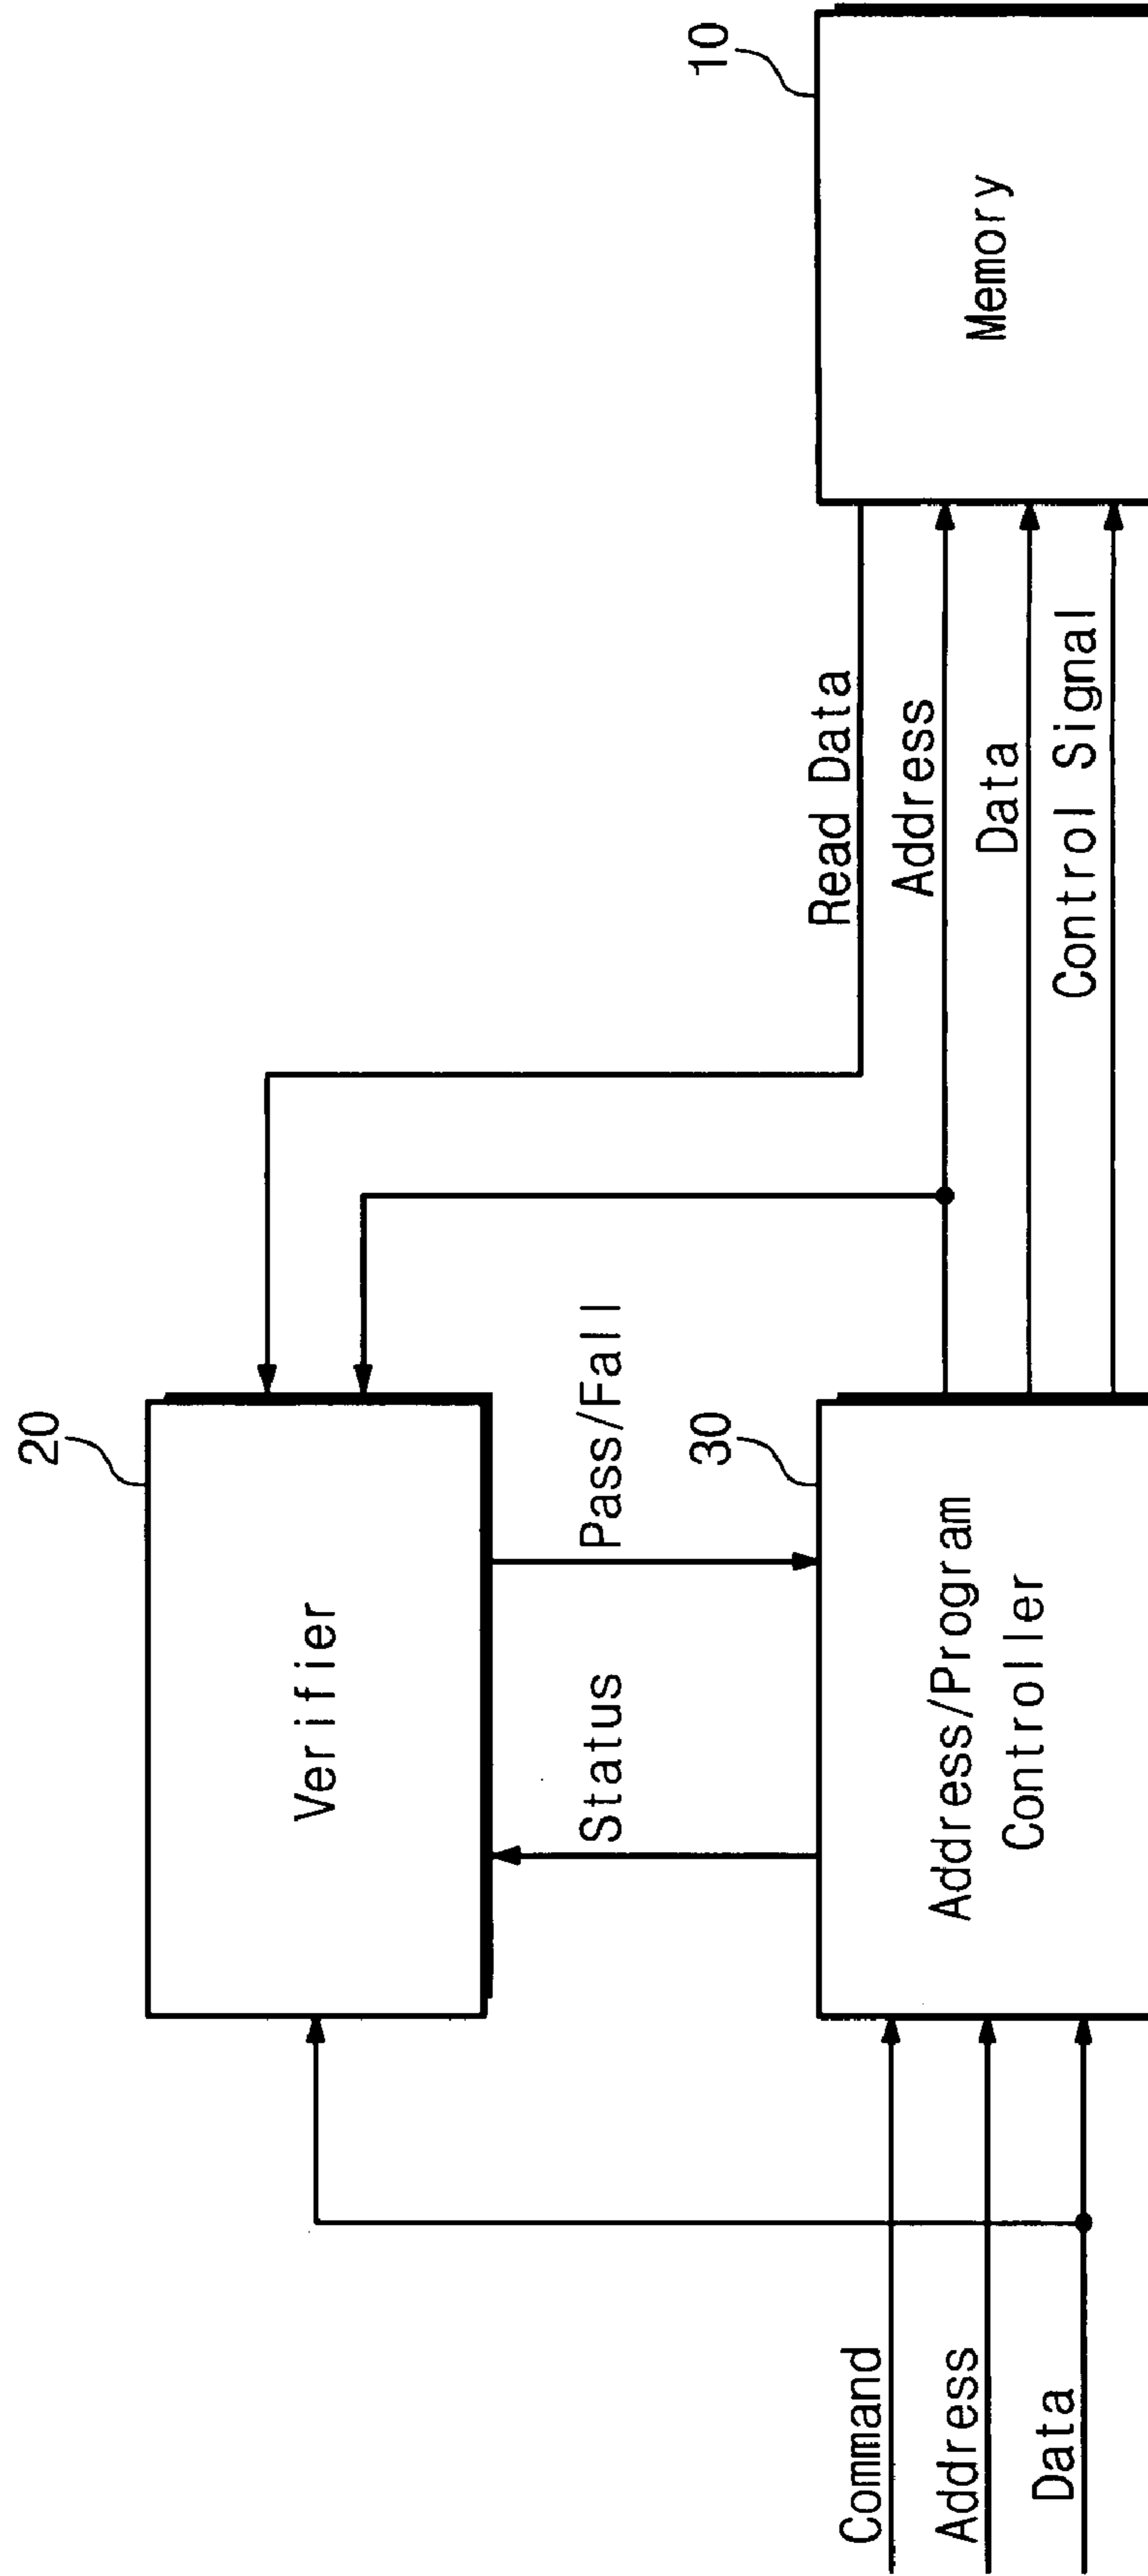 20
Verifier
Status
Pass/Fall
30
Address/Program
Controller
Command
Address
Data
Read Data
Address
Data
Control Signal
10
Memory